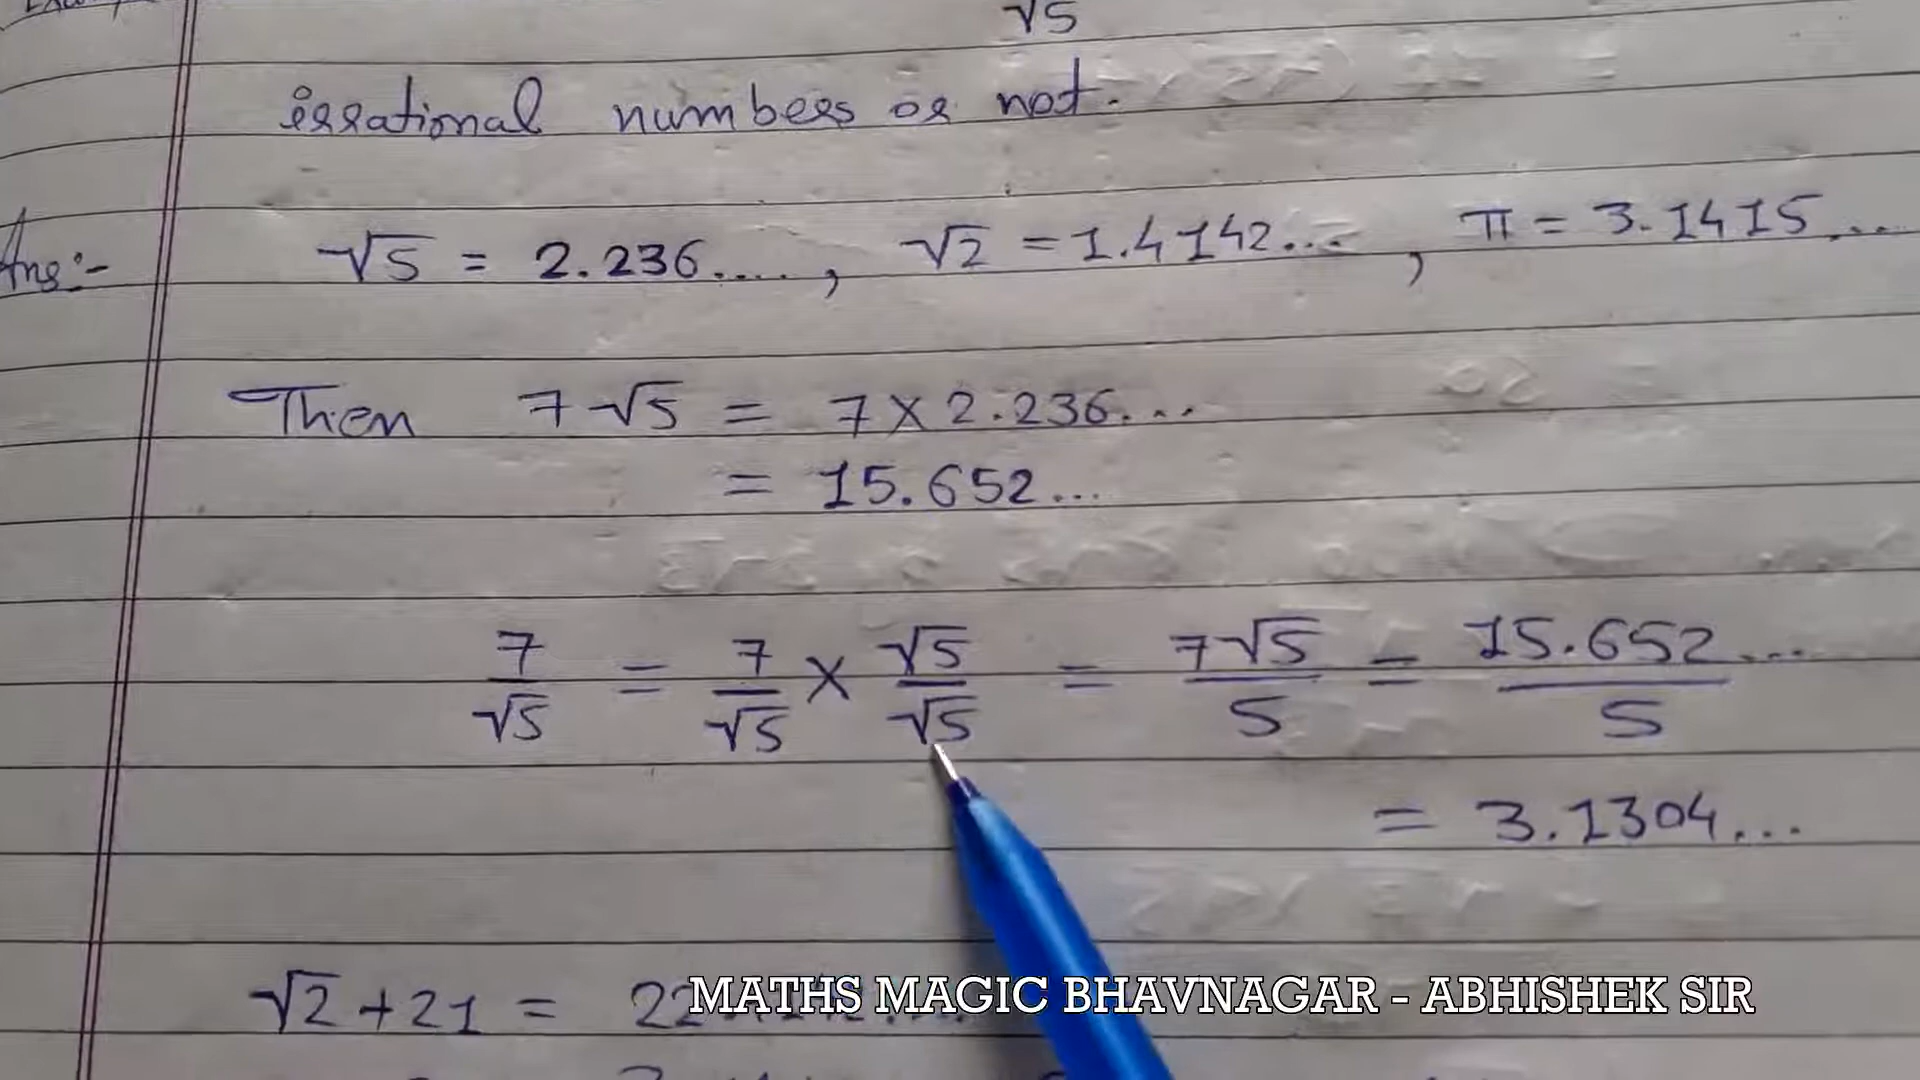 √5
irrational numbers or not.
Ans:- √5 = 2.236...., √2 = 1.4142..., π = 3.1415...
Then 7√5 = 7 × 2.236...
= 15.652...
7/√5 = 7/√5 × √5/√5 = 7√5/5 = 15.652.../5
= 3.1304...
√2 + 21 =
MATHS MAGIC BHAVNAGAR - ABHISHEK SIR